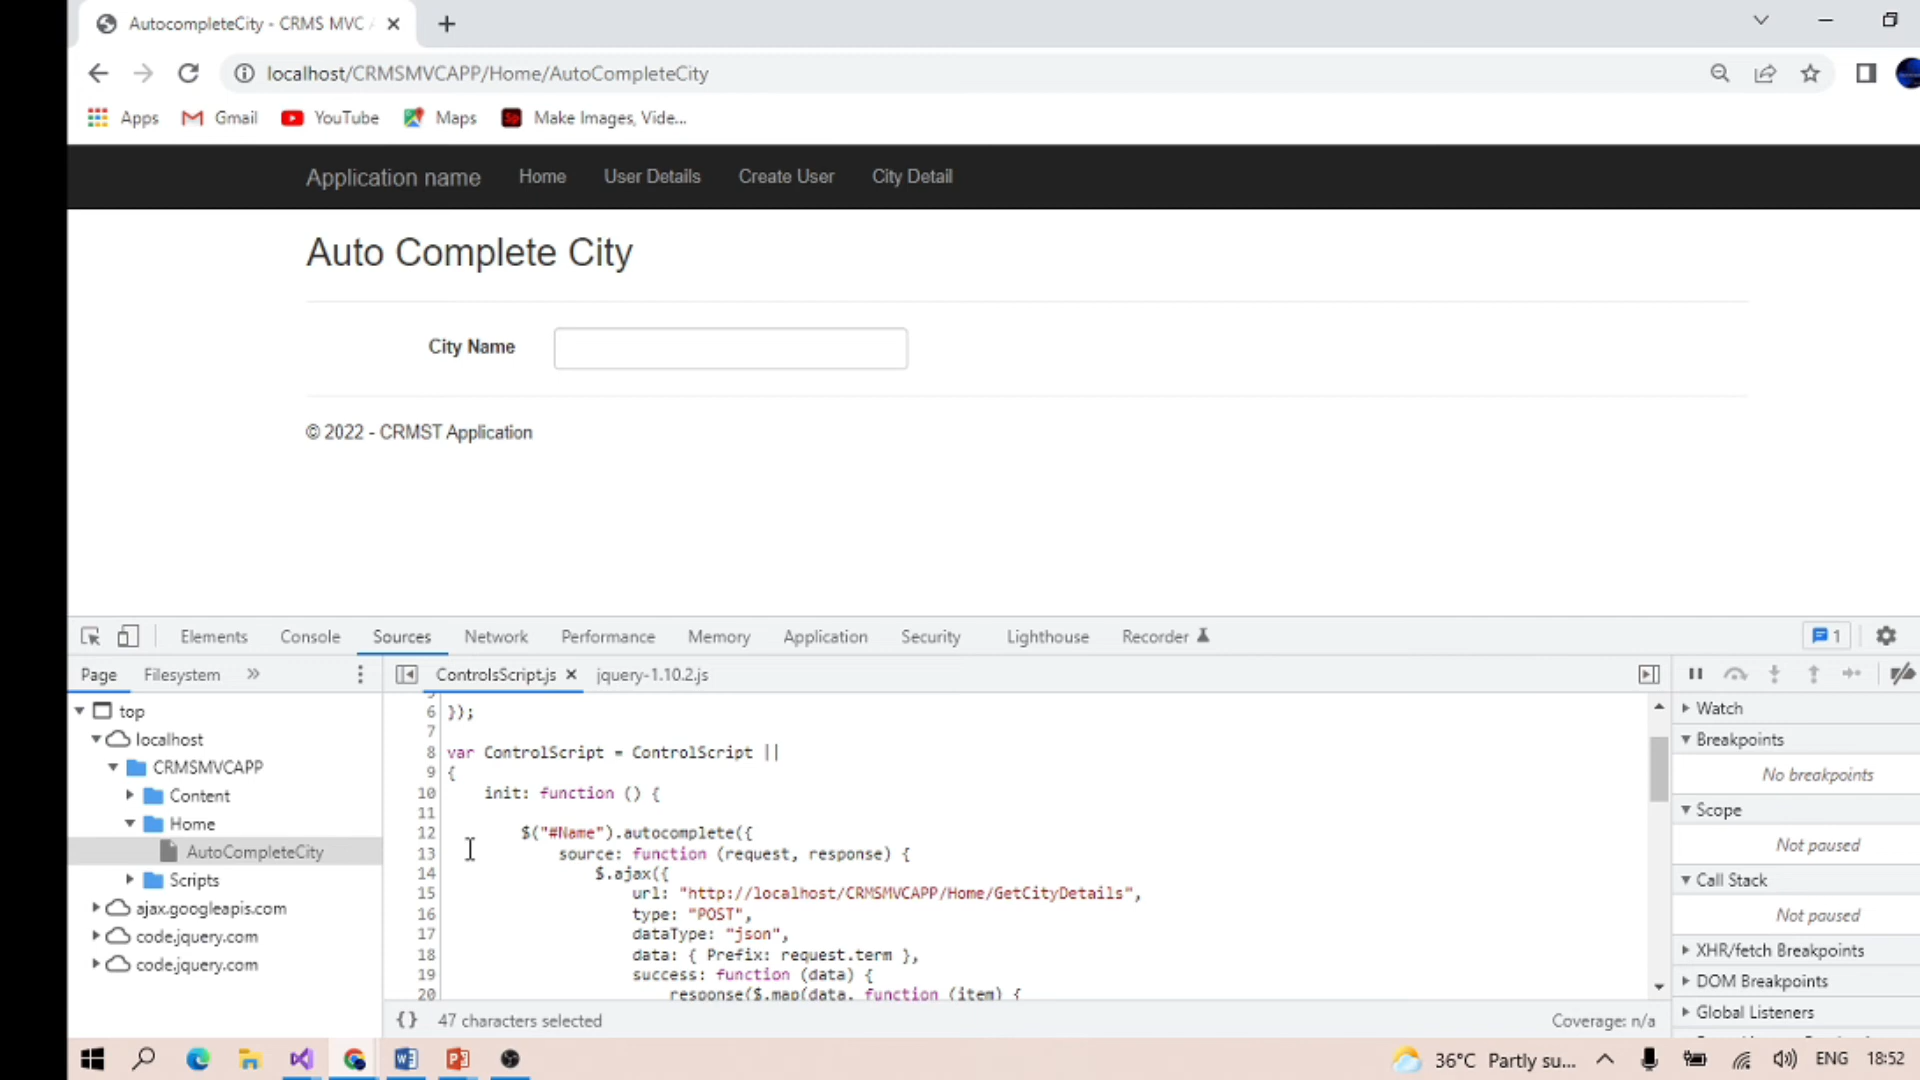 AutocompleteCity - CRMS MVC
localhost/CRMSMVCAPP/Home/AutoCompleteCity
Apps Gmail YouTube Maps Make Images, Vide...
Application name Home User Details Create User City Detail
Auto Complete City
City Name
© 2022 - CRMST Application
Elements Console Sources Network Performance Memory Application Security Lighthouse Recorder 1
Page Filesystem » ControlsScript.js × jquery-1.10.2.js
top
localhost
CRMSMVCAPP
Content
Home
AutoCompleteCity
Scripts
ajax.googleapis.com
code.jquery.com
code.jquery.com
6 });
7
8 var ControlScript = ControlScript ||
9 {
10 init: function () {
11
12 $("#Name").autocomplete({
13 source: function (request, response) {
14 $.ajax({
15 url: "http://localhost/CRMSMVCAPP/Home/GetCityDetails",
16 type: "POST",
17 dataType: "json",
18 data: { Prefix: request.term },
19 success: function (data) {
20 response($.map(data, function (item) {
{} 47 characters selected Coverage: n/a
Watch
Breakpoints
No breakpoints
Scope
Not paused
Call Stack
Not paused
XHR/fetch Breakpoints
DOM Breakpoints
Global Listeners
36°C Partly su... ENG 18:52